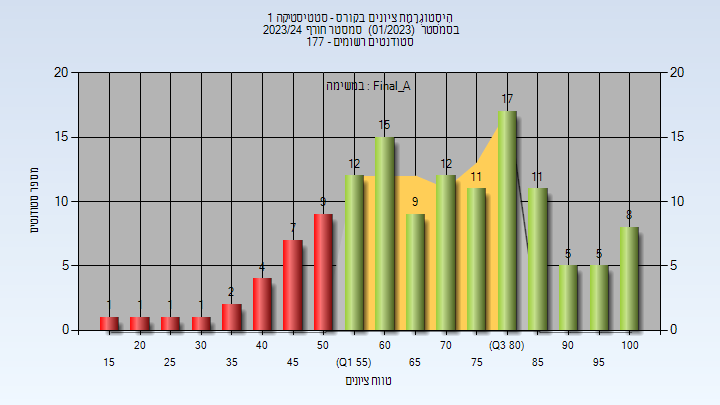 היסטוגרמת ציונים בקורס - סטטיסטיקה 1
בסמסטר (01/2023) סמסטר חורף 2023/24
סטודנטים רשומים - 177
במשימה : Final_A
20 20
15 15
10 10
5 5
0 0
1 1 1 1 2 4 7 9 12 15 9 12 11 17 11 5 5 8
מספר סטודנטים
20 30 40 50 60 70 (Q3 80) 90 100
15 25 35 45 (Q1 55) 65 75 85 95
טווח ציונים